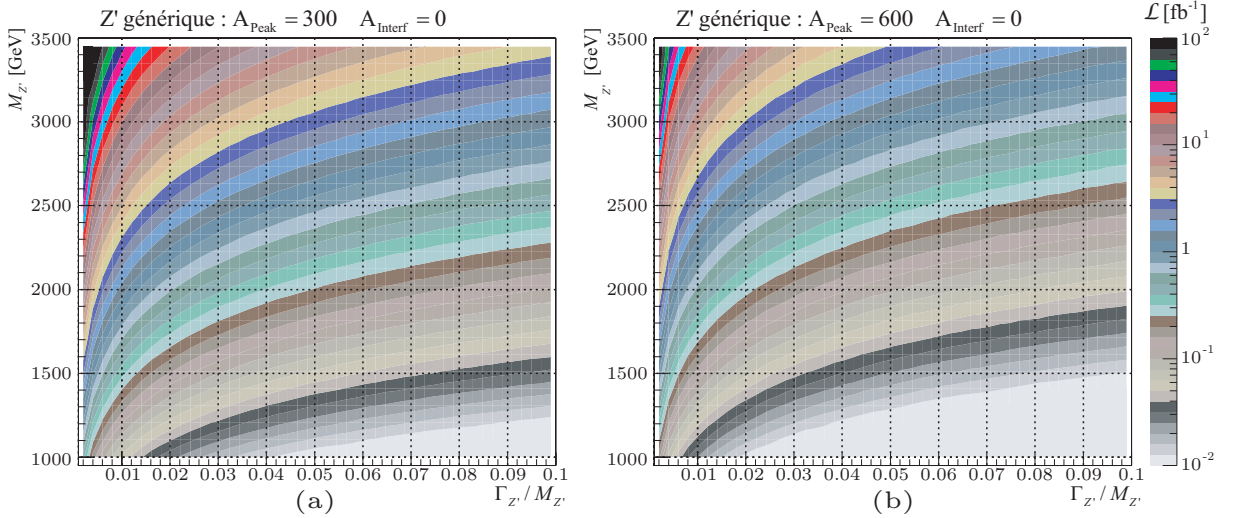 Z' générique : A_Peak = 300 A_Interf = 0
M_Z' [GeV]
3500
3000
2500
2000
1500
1000
0.01 0.02 0.03 0.04 0.05 0.06 0.07 0.08 0.09 0.1
Γ_Z' / M_Z'
(a)
Z' générique : A_Peak = 600 A_Interf = 0
M_Z' [GeV]
3500
3000
2500
2000
1500
1000
0.01 0.02 0.03 0.04 0.05 0.06 0.07 0.08 0.09 0.1
Γ_Z' / M_Z'
(b)
ℒ [fb⁻¹]
10²
10¹
1
10⁻¹
10⁻²